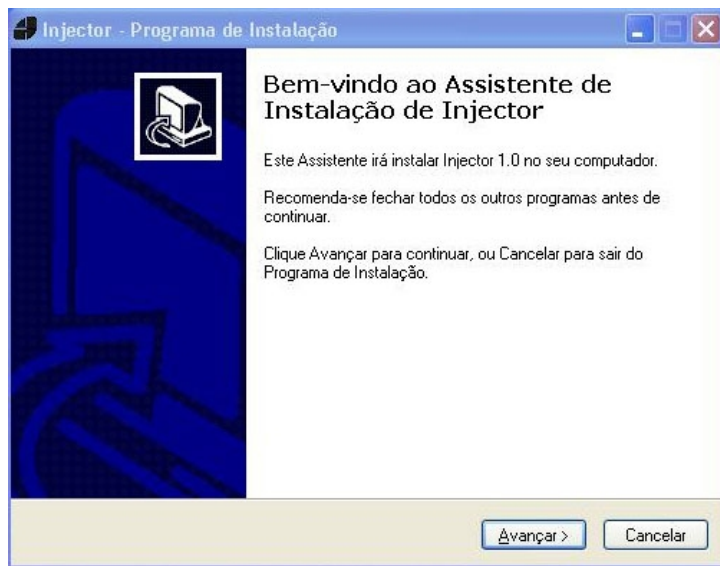 Injector - Programa de Instalação
Bem-vindo ao Assistente de
Instalação de Injector
Este Assistente irá instalar Injector 1.0 no seu computador.
Recomenda-se fechar todos os outros programas antes de
continuar.
Clique Avançar para continuar, ou Cancelar para sair do
Programa de Instalação.
Avançar >
Cancelar